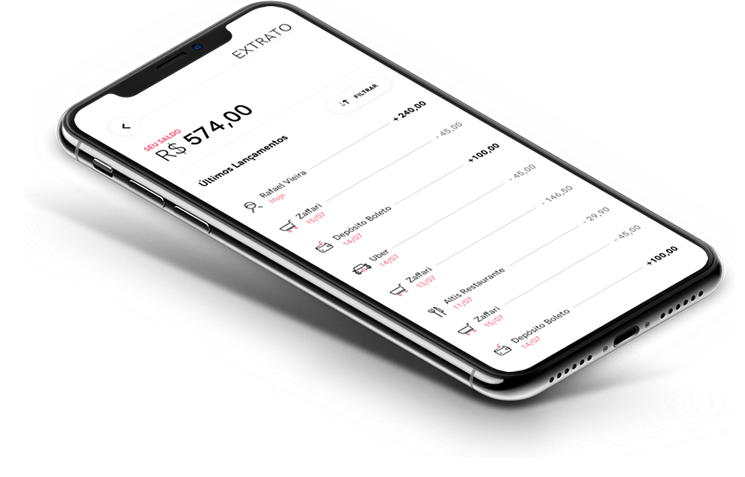 EXTRATO
SEU SALDO
R$ 574,00
FILTRAR
Últimos Lançamentos
Rafael Vieira + 240,00
Hoje
Zaffari - 45,00
15/07
Depósito Boleto +100,00
14/07
Uber - 45,00
14/07
Zaffari - 146,50
13/07
Altis Restaurante - 29,90
11/07
Zaffari - 45,00
15/07
Depósito Boleto +100,00
14/07